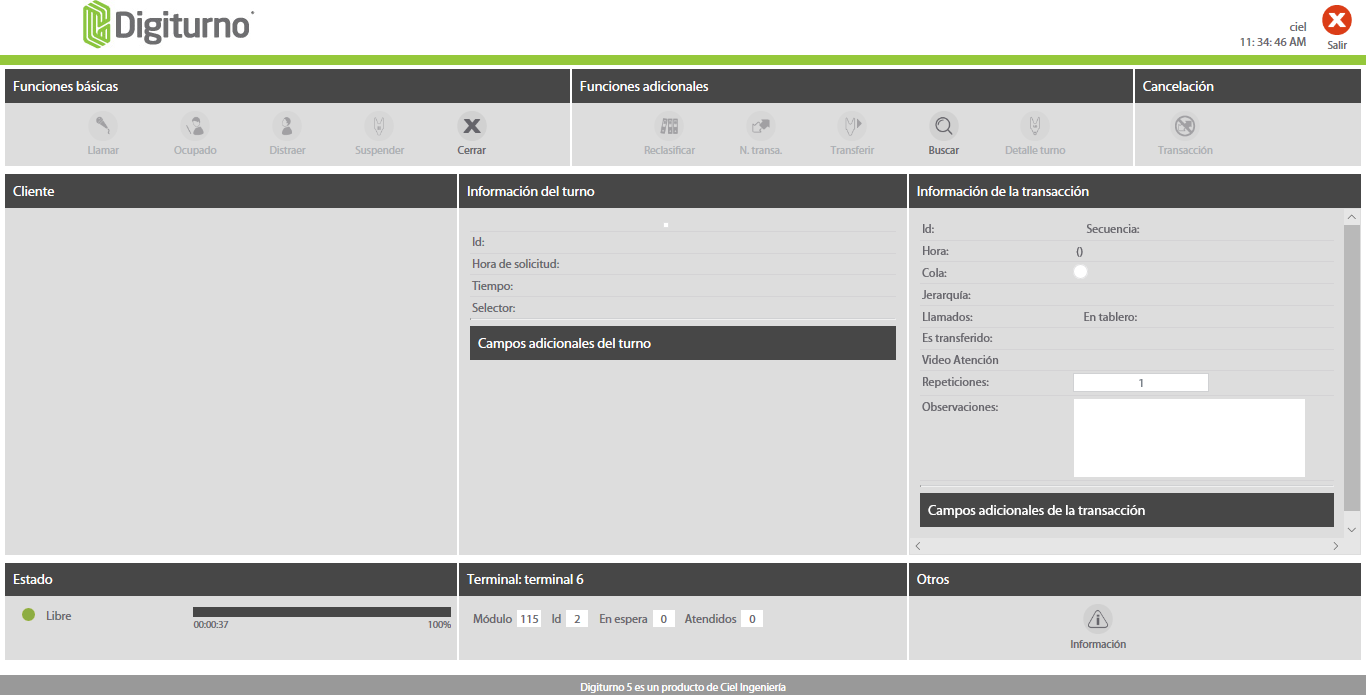 Digiturno
ciel
11: 34: 46 AM
Salir
Funciones básicas
Funciones adicionales
Cancelación
Llamar
Ocupado
Distraer
Suspender
Cerrar
Reclasificar
N. transa.
Transferir
Buscar
Detalle turno
Transacción
Cliente
Información del turno
Id:
Hora de solicitud:
Tiempo:
Selector:
Campos adicionales del turno
Información de la transacción
Id: Secuencia:
Hora: ()
Cola:
Jerarquía:
Llamados: En tablero:
Es transferido:
Video Atención
Repeticiones: 1
Observaciones:
Campos adicionales de la transacción
Estado
Libre
00:00:37 100%
Terminal: terminal 6
Módulo 115 Id 2 En espera 0 Atendidos 0
Otros
Información
Digiturno 5 es un producto de Ciel Ingeniería